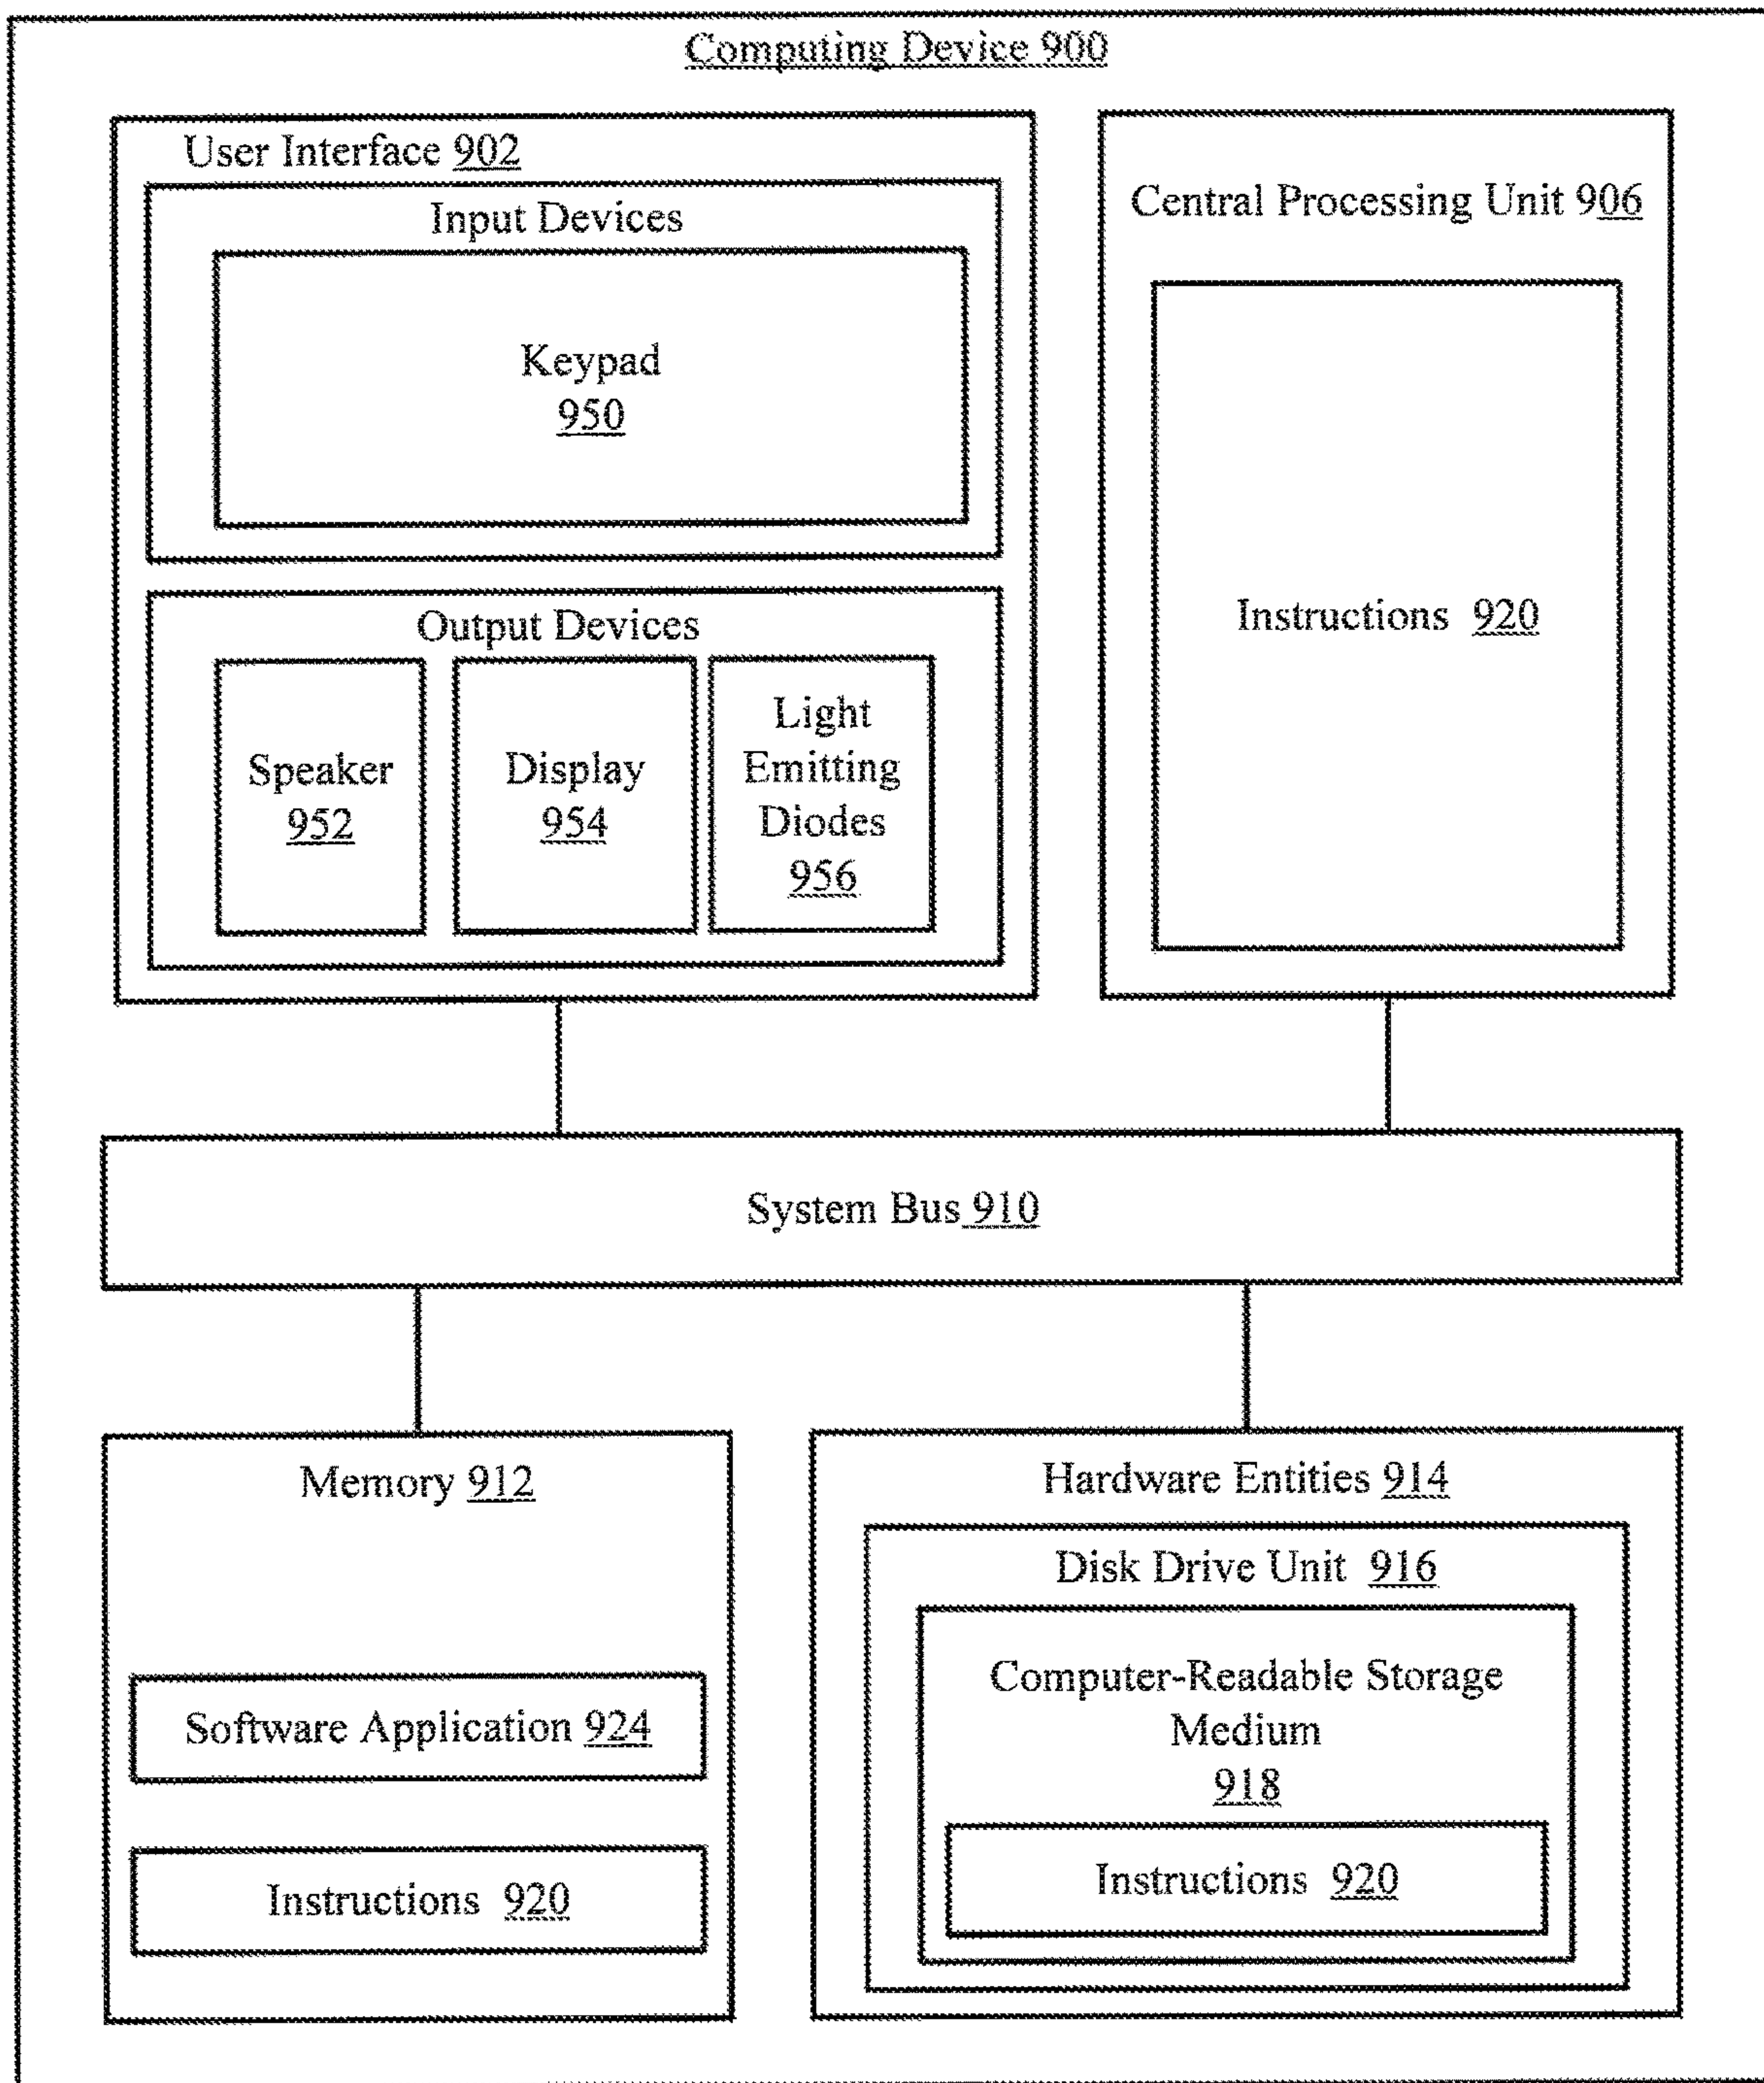 Computing Device 900
User Interface 902
Input Devices
Keypad
950
Output Devices
Speaker
952
Display
954
Light
Emitting
Diodes
956
Central Processing Unit 906
Instructions 920
System Bus 910
Memory 912
Software Application 924
Instructions 920
Hardware Entities 914
Disk Drive Unit 916
Computer-Readable Storage
Medium
918
Instructions 920